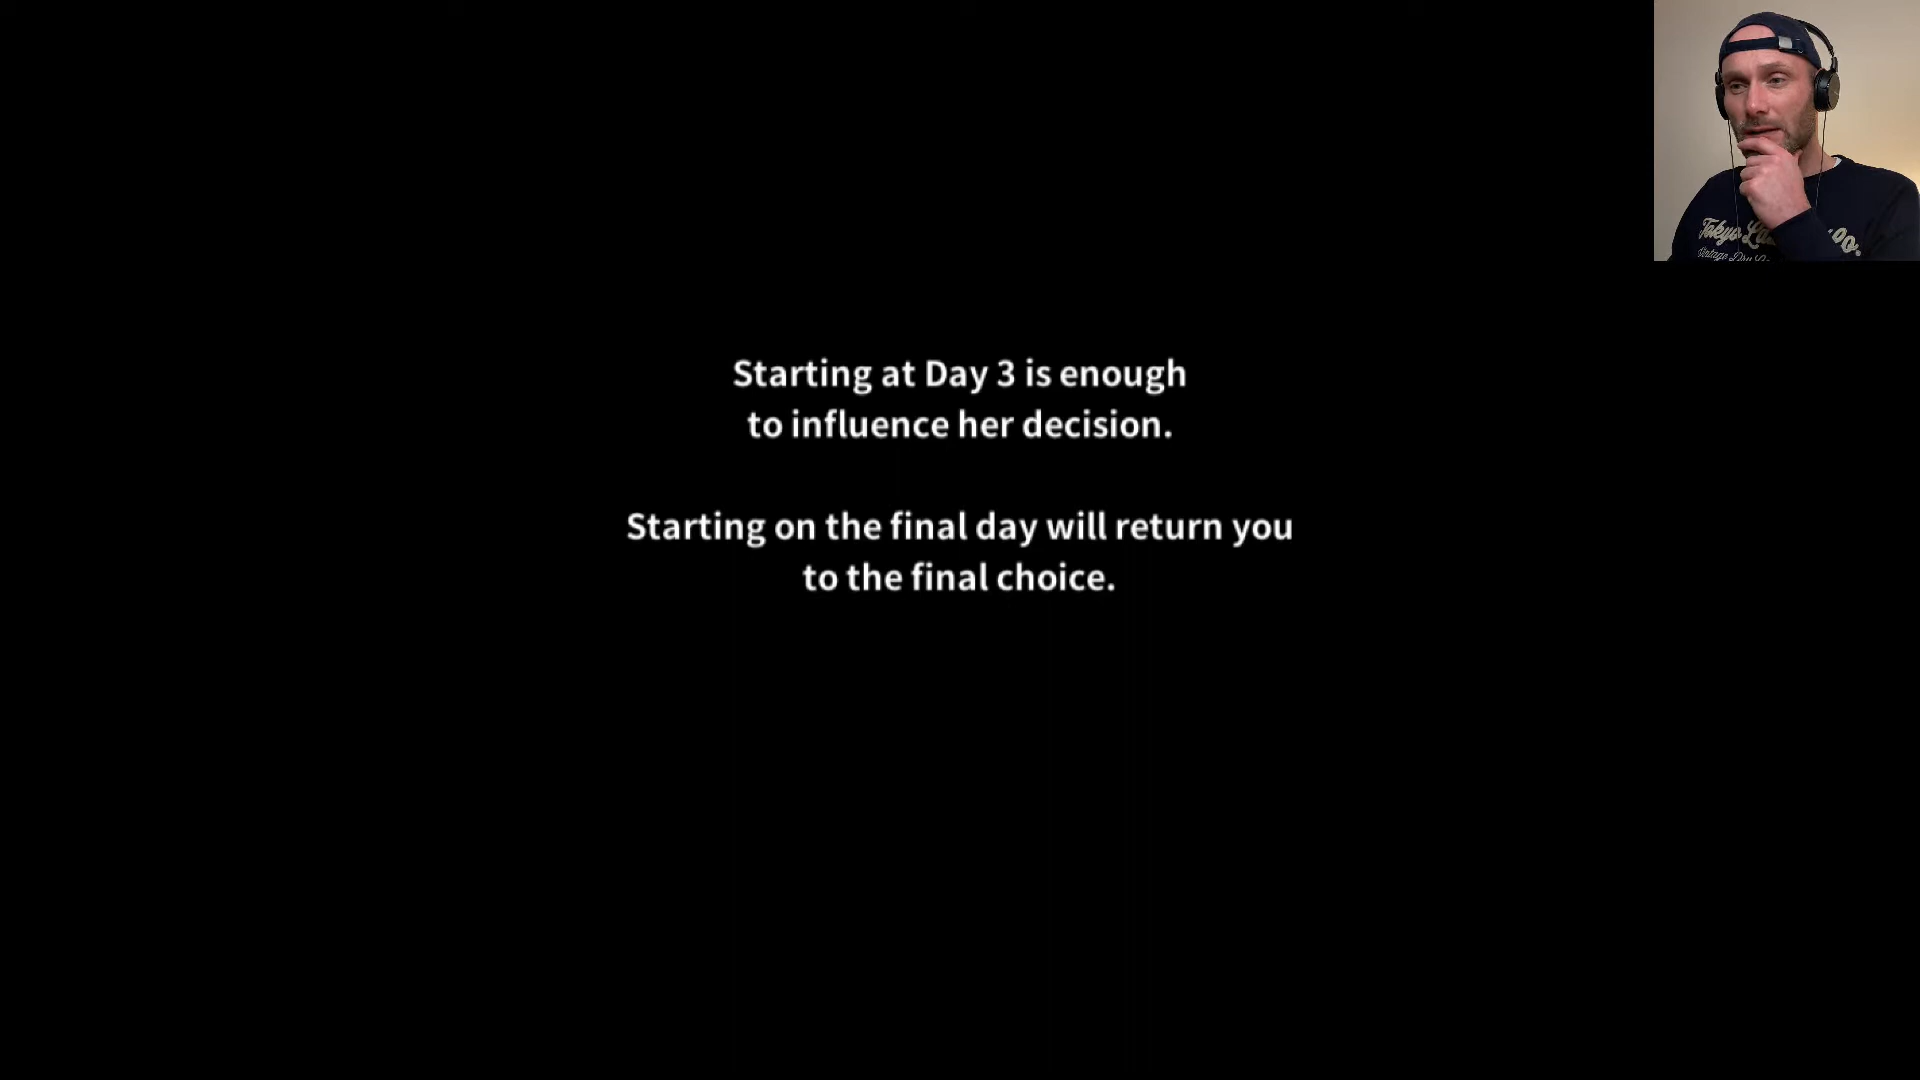 Starting at Day 3 is enough
to influence her decision.
Starting on the final day will return you
to the final choice.
Tokyo